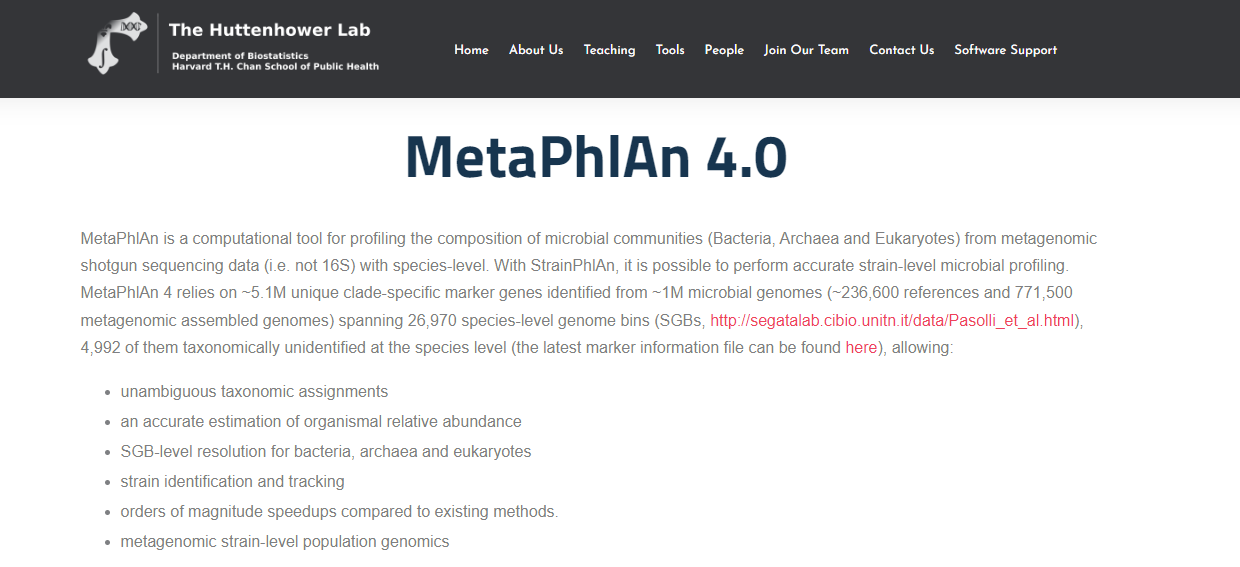 The Huttenhower Lab
Department of Biostatistics
Harvard T.H. Chan School of Public Health
Home About Us Teaching Tools People Join Our Team Contact Us Software Support
MetaPhlAn 4.0
MetaPhlAn is a computational tool for profiling the composition of microbial communities (Bacteria, Archaea and Eukaryotes) from metagenomic
shotgun sequencing data (i.e. not 16S) with species-level. With StrainPhlAn, it is possible to perform accurate strain-level microbial profiling.
MetaPhlAn 4 relies on ~5.1M unique clade-specific marker genes identified from ~1M microbial genomes (~236,600 references and 771,500
metagenomic assembled genomes) spanning 26,970 species-level genome bins (SGBs, http://segatalab.cibio.unitn.it/data/Pasolli_et_al.html),
4,992 of them taxonomically unidentified at the species level (the latest marker information file can be found here), allowing:
• unambiguous taxonomic assignments
• an accurate estimation of organismal relative abundance
• SGB-level resolution for bacteria, archaea and eukaryotes
• strain identification and tracking
• orders of magnitude speedups compared to existing methods.
• metagenomic strain-level population genomics